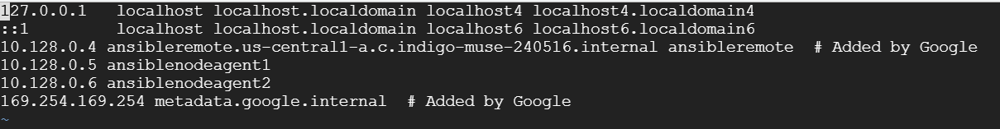 127.0.0.1   localhost localhost.localdomain localhost4 localhost4.localdomain4
::1         localhost localhost.localdomain localhost6 localhost6.localdomain6
10.128.0.4 ansibleremote.us-central1-a.c.indigo-muse-240516.internal ansibleremote  # Added by Google
10.128.0.5 ansiblenodeagent1
10.128.0.6 ansiblenodeagent2
169.254.169.254 metadata.google.internal  # Added by Google
~